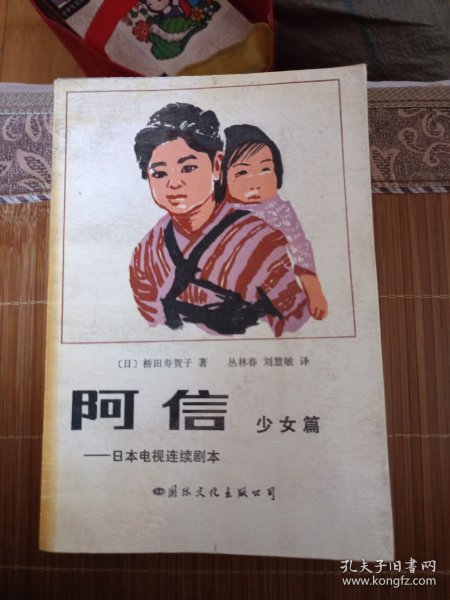 〔日〕桥田寿贺子 著 丛林春 刘慧敏 译
阿信 少女篇
——日本电视连续剧本
国际文化出版公司
孔夫子旧书网
www.kongfz.com